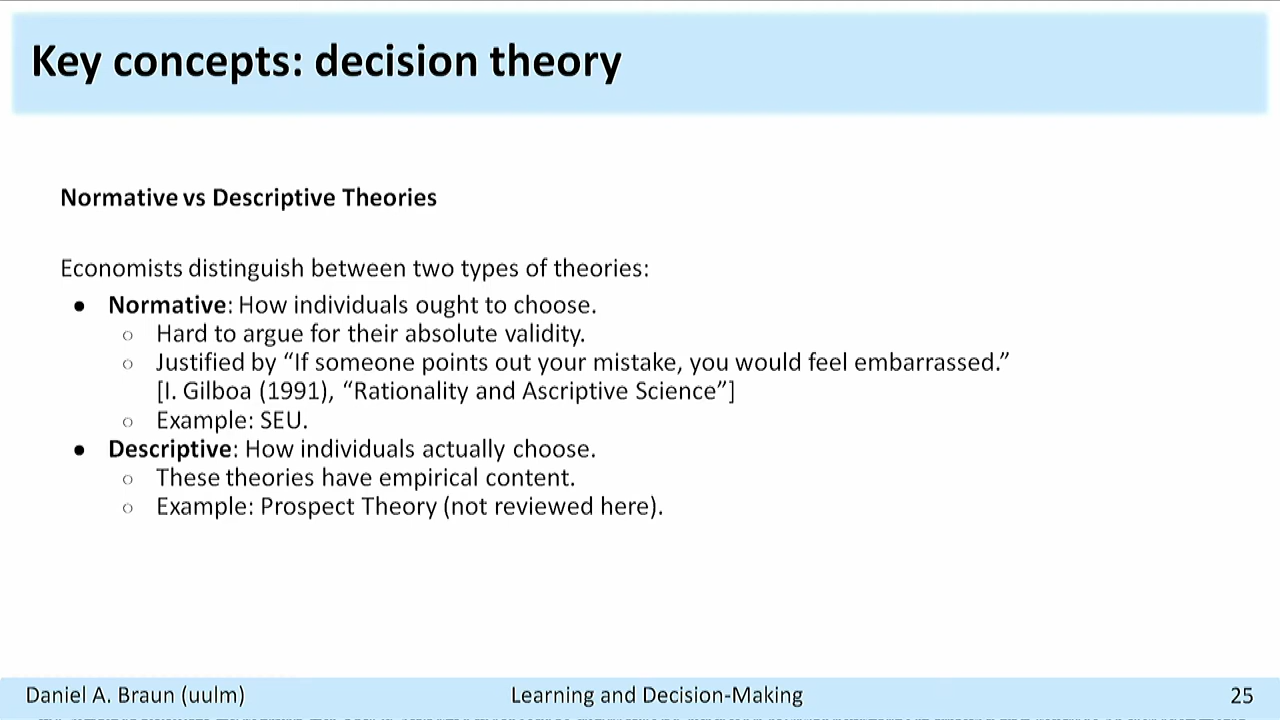 Key concepts: decision theory
Normative vs Descriptive Theories
Economists distinguish between two types of theories:
● Normative: How individuals ought to choose.
○ Hard to argue for their absolute validity.
○ Justified by “If someone points out your mistake, you would feel embarrassed.”
[I. Gilboa (1991), “Rationality and Ascriptive Science”]
○ Example: SEU.
● Descriptive: How individuals actually choose.
○ These theories have empirical content.
○ Example: Prospect Theory (not reviewed here).
Daniel A. Braun (uulm) Learning and Decision-Making 25